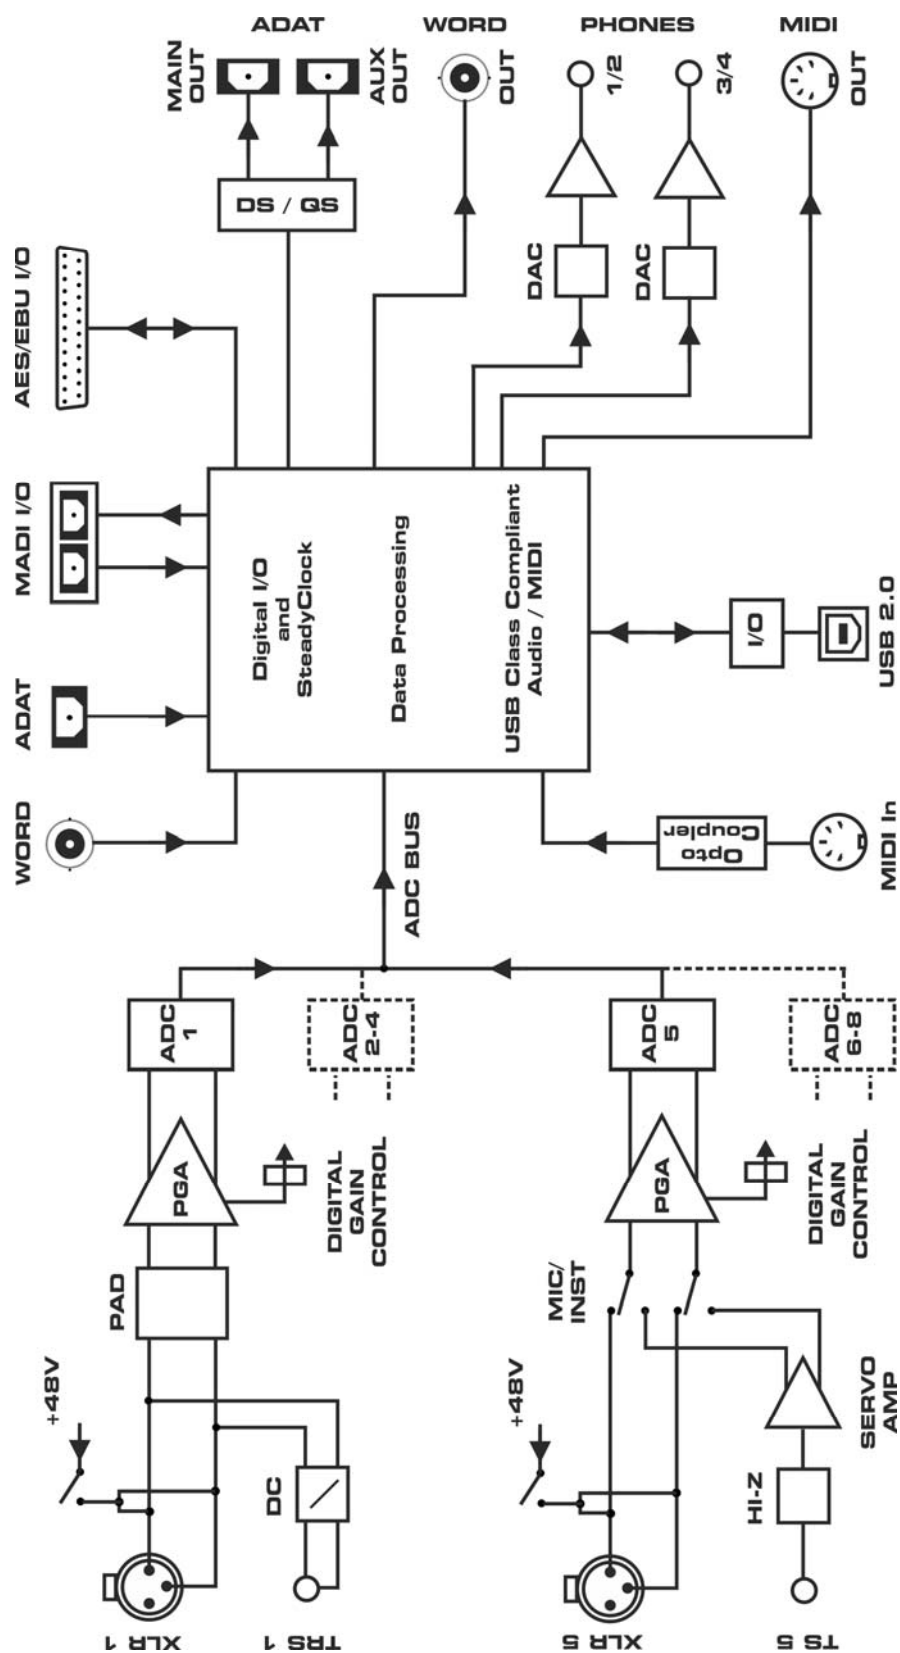 ADAT
WORD
PHONES
MIDI
MAIN
OUT
AUX
OUT
OUT
1/2
3/4
OUT
DS / QS
DAC
DAC
AES/EBU I/O
MADI I/O
ADAT
WORD
Digital I/O
and
SteadyClock
Data Processing
USB Class Compliant
Audio / MIDI
I/O
USB 2.0
Opto
Coupler
MIDI In
ADC BUS
ADC
1
ADC
2-4
ADC
5
ADC
6-8
PGA
DIGITAL
GAIN
CONTROL
PGA
DIGITAL
GAIN
CONTROL
PAD
MIC/
INST
+48V
+48V
DC
HI-Z
SERVO
AMP
XLR 1
TRS 1
XLR 5
TS 5